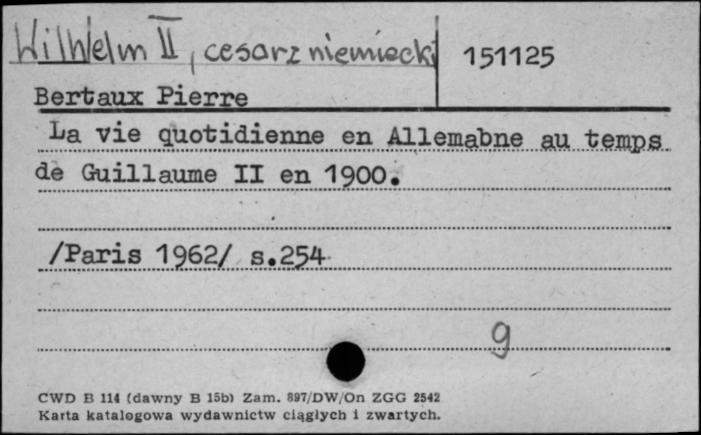 Wilhelm II, cesarz niemiecki 151125
Bertaux Pierre
La vie quotidienne en Allemabne au temps
de Guillaume II en 1900.
/Paris 1962/ s.254
9
CWD B 114 (dawny B 15b) Zam. 897/DW/On ZGG 2542
Karta katalogowa wydawnictw ciągłych i zwartych.